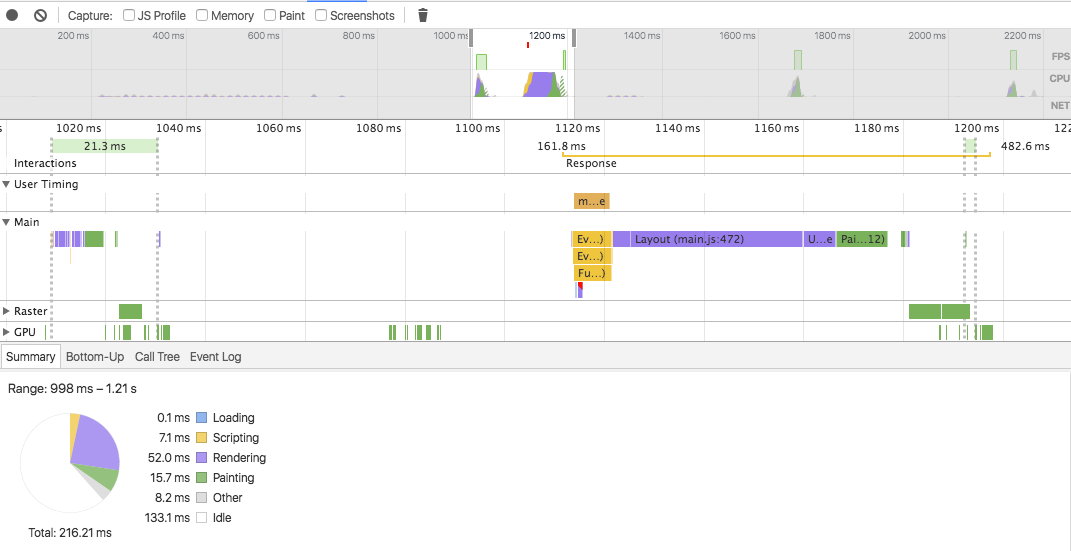 Capture: JS Profile Memory Paint Screenshots
200 ms 400 ms 600 ms 800 ms 1000 ms 1200 ms 1400 ms 1600 ms 1800 ms 2000 ms 2200 ms
FPS
CPU
NET
1020 ms 1040 ms 1060 ms 1080 ms 1100 ms 1120 ms 1140 ms 1160 ms 1180 ms 1200 ms 122
21.3 ms 161.8 ms 482.6 ms
Interactions Response
User Timing
m...e
Main
Ev...) Layout (main.js:472) U...e Pai...12)
Ev...)
Fu...)
Raster
GPU
Summary Bottom-Up Call Tree Event Log
Range: 998 ms – 1.21 s
0.1 ms Loading
7.1 ms Scripting
52.0 ms Rendering
15.7 ms Painting
8.2 ms Other
133.1 ms Idle
Total: 216.21 ms